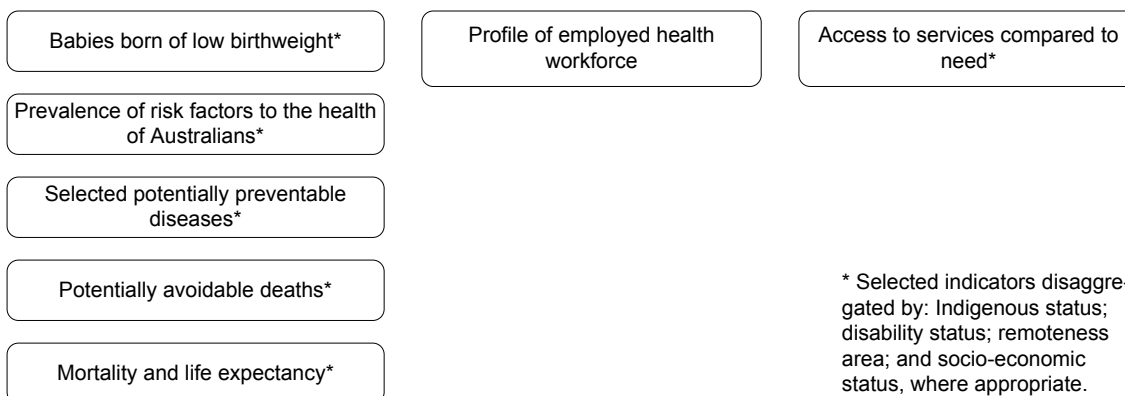 Babies born of low birthweight*
Prevalence of risk factors to the health
of Australians*
Selected potentially preventable
diseases*
Potentially avoidable deaths*
Mortality and life expectancy*
Profile of employed health
workforce
Access to services compared to
need*
* Selected indicators disaggre-
gated by: Indigenous status;
disability status; remoteness
area; and socio-economic
status, where appropriate.